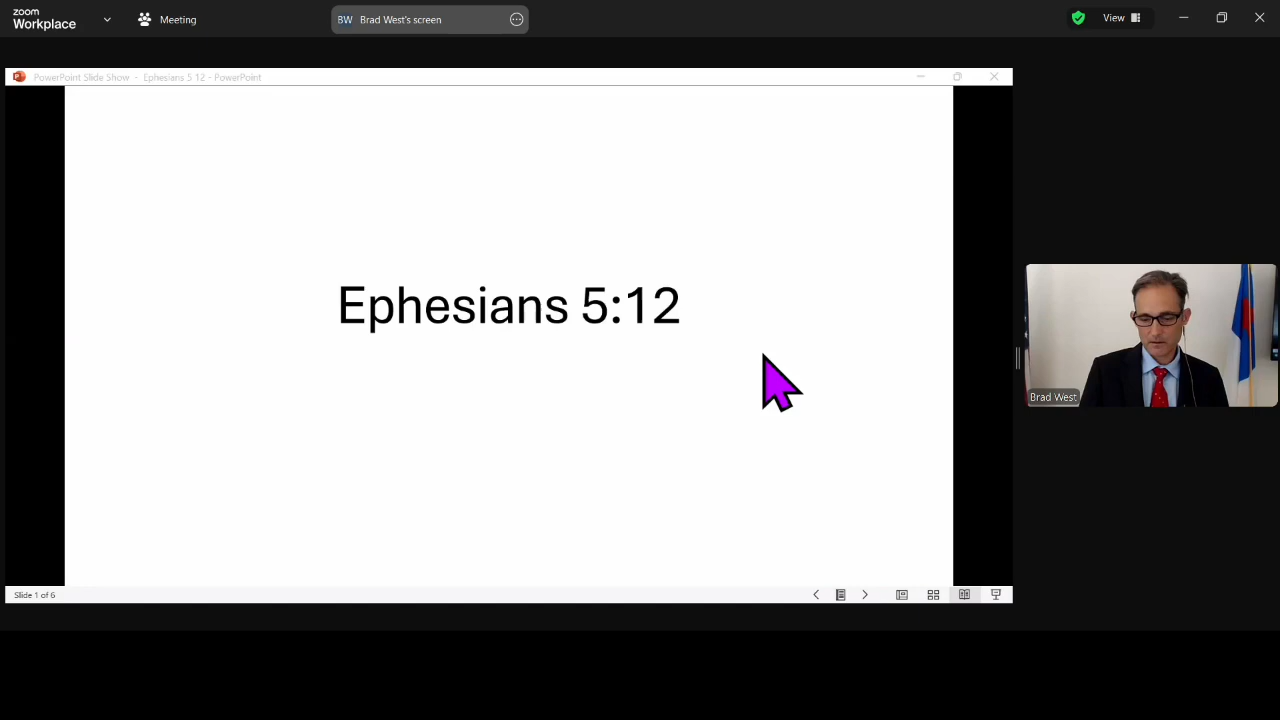 zoom
Workplace
Meeting
BW Brad West's screen
View
PowerPoint Slide Show - Ephesians 5 12 - PowerPoint
Ephesians 5:12
Brad West
Slide 1 of 6